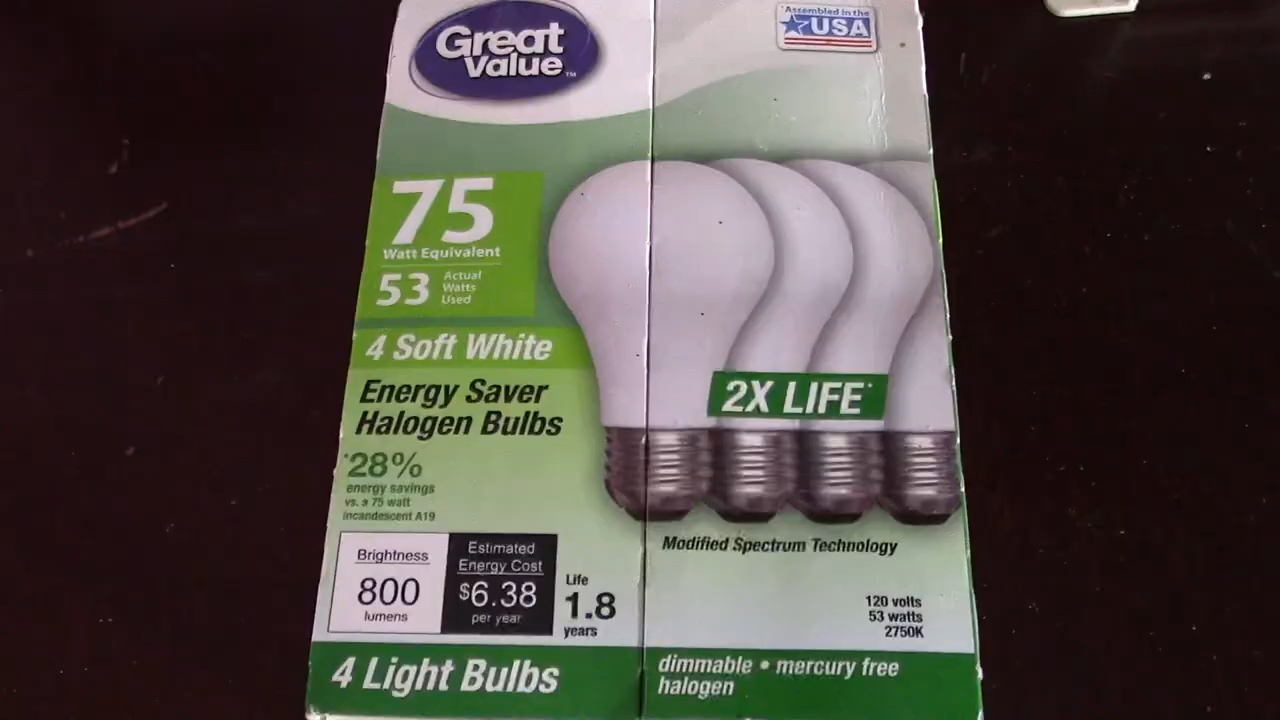 Great
Value™
Assembled in the
USA
75
Watt Equivalent
53 Actual
Watts
Used
4 Soft White
Energy Saver
Halogen Bulbs
*28%
energy savings
vs. a 75 watt
incandescent A19
2X LIFE*
Modified Spectrum Technology
Brightness
800
lumens
Estimated
Energy Cost
$6.38
per year
Life
1.8
years
120 volts
53 watts
2750K
4 Light Bulbs
dimmable • mercury free
halogen